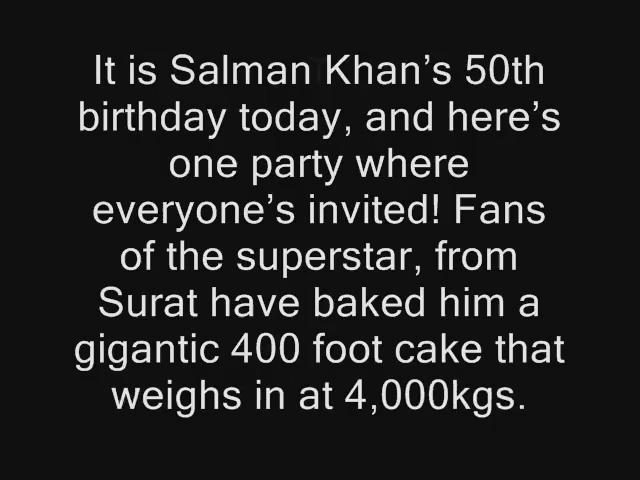 It is Salman Khan’s 50th
birthday today, and here’s
one party where
everyone’s invited! Fans
of the superstar, from
Surat have baked him a
gigantic 400 foot cake that
weighs in at 4,000kgs.